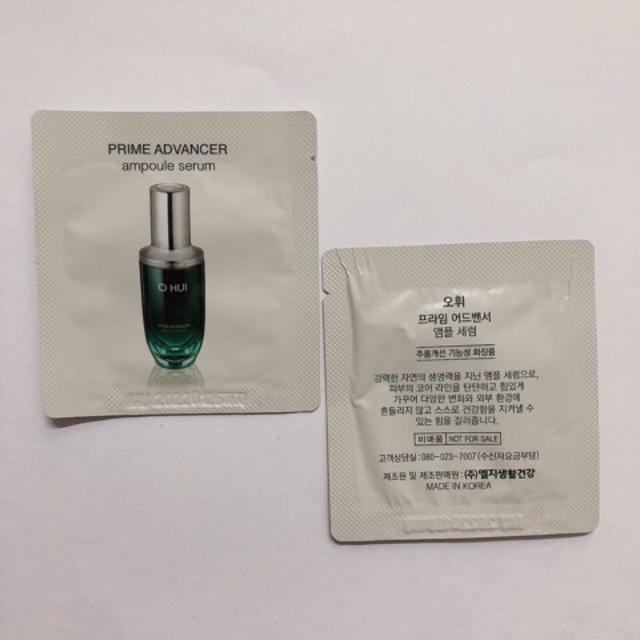 PRIME ADVANCER
ampoule serum
O HUI
PRIME ADVANCER
오휘
프라임 어드밴서
앰플 세럼
주름개선 기능성 화장품
강력한 자연의 생명력을 지닌 앰플 세럼으로,
피부의 코어 라인을 탄탄하고 힘있게
가꾸어 다양한 변화와 외부 환경에
흔들리지 않고 스스로 건강함을 지켜낼 수
있는 힘을 길러줍니다.
비매품 NOT FOR SALE
고객상담실 : 080-023-7007 (수신자요금부담)
제조원 및 제조판매원 : (주)엘지생활건강
MADE IN KOREA